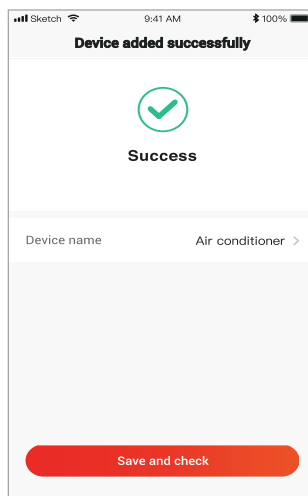 Sketch 9:41 AM 100%
Device added successfully
Success
Device name Air conditioner
Save and check